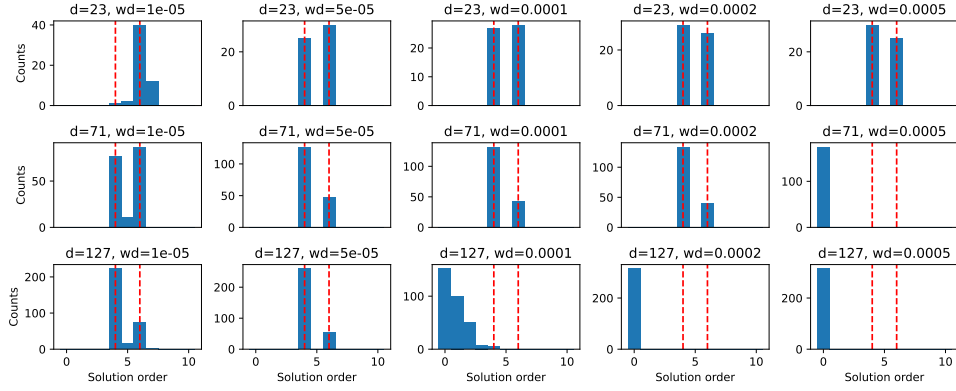 d=23, wd=1e-05
d=23, wd=5e-05
d=23, wd=0.0001
d=23, wd=0.0002
d=23, wd=0.0005
Counts
40
20
0
20
0
20
0
20
0
20
0
d=71, wd=1e-05
d=71, wd=5e-05
d=71, wd=0.0001
d=71, wd=0.0002
d=71, wd=0.0005
Counts
50
0
100
50
0
100
50
0
100
50
0
100
0
d=127, wd=1e-05
d=127, wd=5e-05
d=127, wd=0.0001
d=127, wd=0.0002
d=127, wd=0.0005
Counts
200
100
0
200
100
0
100
0
200
0
200
0
0 5 10
0 5 10
0 5 10
0 5 10
0 5 10
Solution order
Solution order
Solution order
Solution order
Solution order